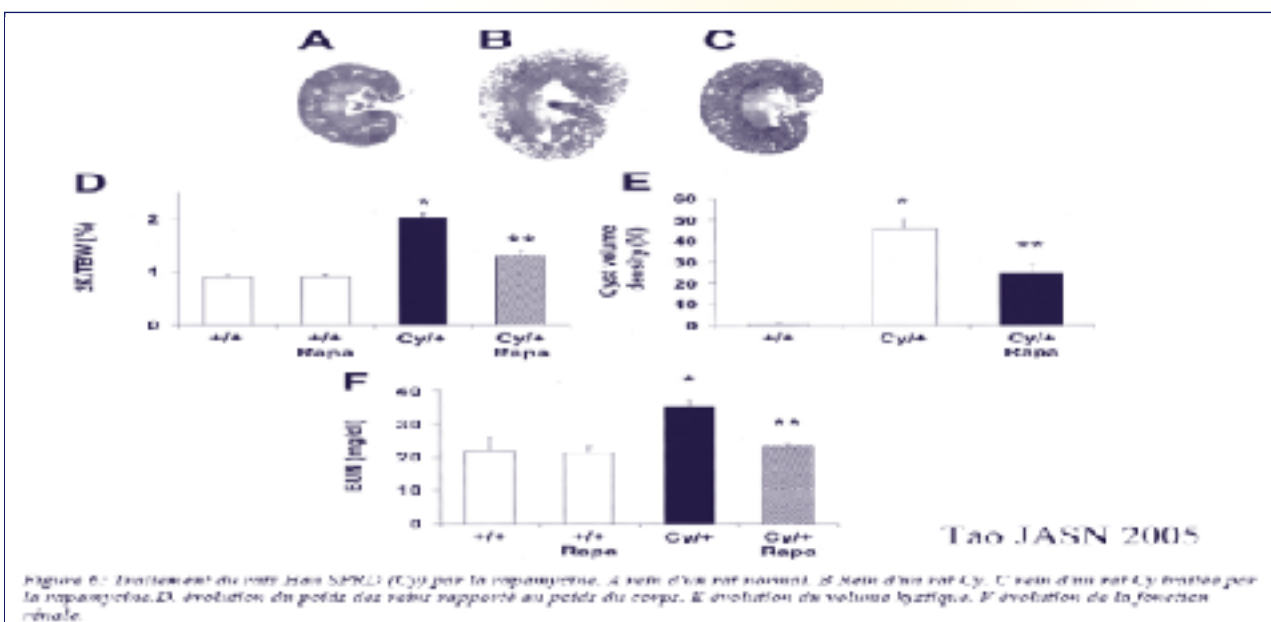 A B C
D
2K/TBW (%)
2
1
0
+/+
+/+ Rapa
Cy/+
Cy/+ Rapa
E
Cyst volume density (%)
60
50
40
30
20
10
0
+/+
Cy/+
Cy/+ Rapa
*
**
*
**
F
BUN (mg/dl)
40
30
20
10
0
+/+
+/+ Rapa
Cy/+
Cy/+ Rapa
*
**
Tao JASN 2005
Figure 6: Traitement du rats Han SPRD (Cy) par la rapamycine. A rein d'un rat normal. B Rein d'un rat Cy. C rein d'un rat Cy traitée par
la rapamycine.D. évolution du poids des reins rapporté au poids du corps. E évolution du volume kystique. F évolution de la fonction
rénale.